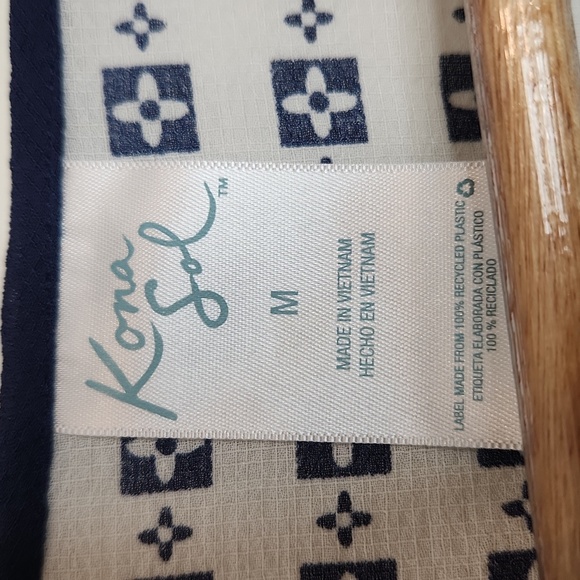 Kona
Sol™
M
MADE IN VIETNAM
HECHO EN VIETNAM
LABEL MADE FROM 100% RECYCLED PLASTIC
ETIQUETA ELABORADA CON PLÁSTICO
100 % RECICLADO